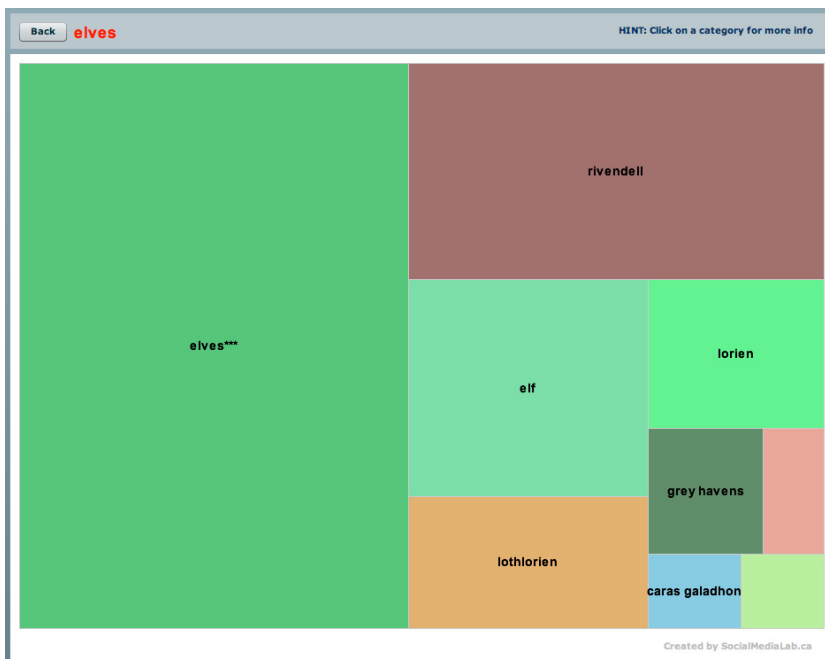 Back
elves
HINT: Click on a category for more info
rivendell
elves***
lorien
elf
grey havens
lothlorien
caras galadhon
Created by SocialMediaLab.ca